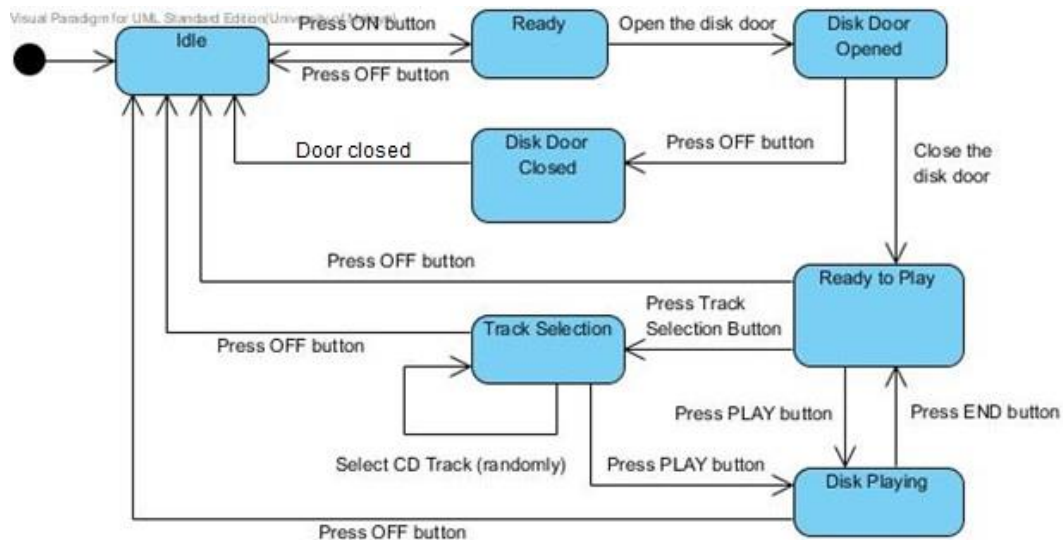 Visual Paradigm for UML Standard Edition(University of
Idle
Press ON button
Ready
Open the disk door
Disk Door
Opened
Press OFF button
Door closed
Disk Door
Closed
Press OFF button
Close the
disk door
Press OFF button
Ready to Play
Press Track
Selection Button
Track Selection
Press OFF button
Press PLAY button
Press END button
Select CD Track (randomly)
Press PLAY button
Disk Playing
Press OFF button